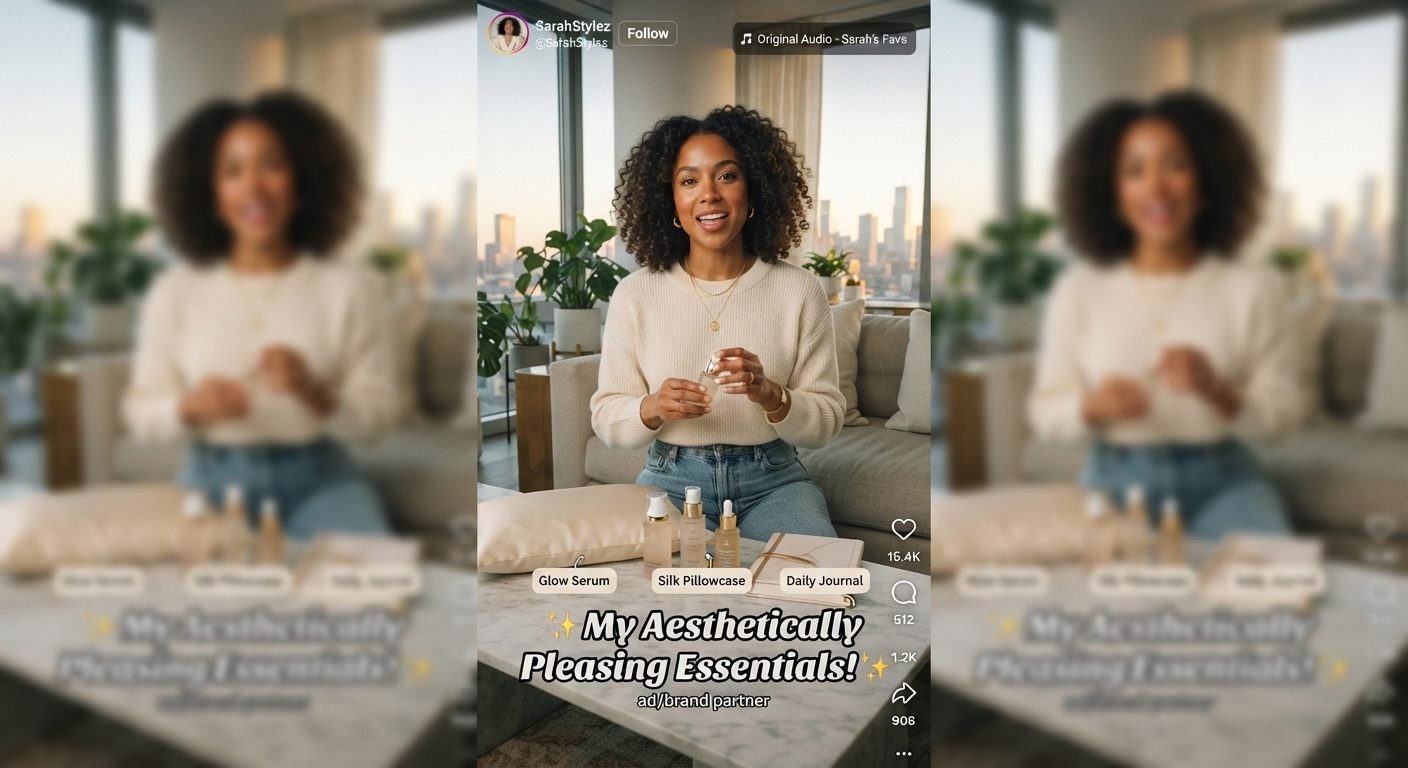 SarahStylez
Follow
Original Audio - Sarah's Favs
15.4K
512
1.2K
906
Glow Serum
Silk Pillowcase
Daily Journal
✨ My Aesthetically
Pleasing Essentials! ✨
ad/brand partner